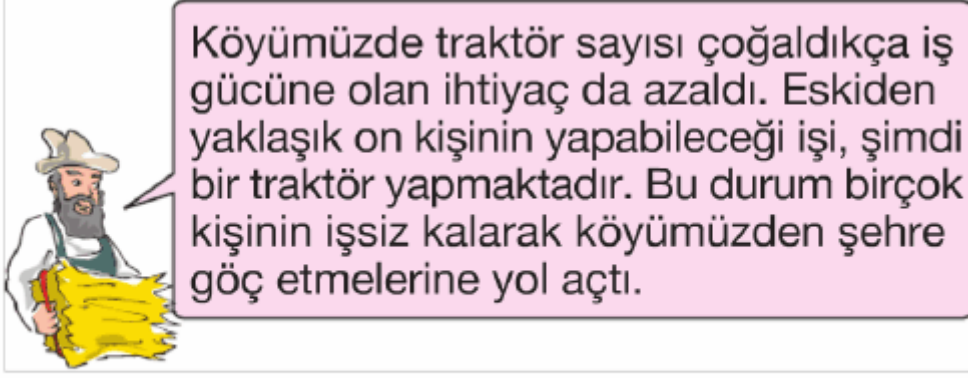 Köyümüzde traktör sayısı çoğaldıkça iş
gücüne olan ihtiyaç da azaldı. Eskiden
yaklaşık on kişinin yapabileceği işi, şimdi
bir traktör yapmaktadır. Bu durum birçok
kişinin işsiz kalarak köyümüzden şehre
göç etmelerine yol açtı.